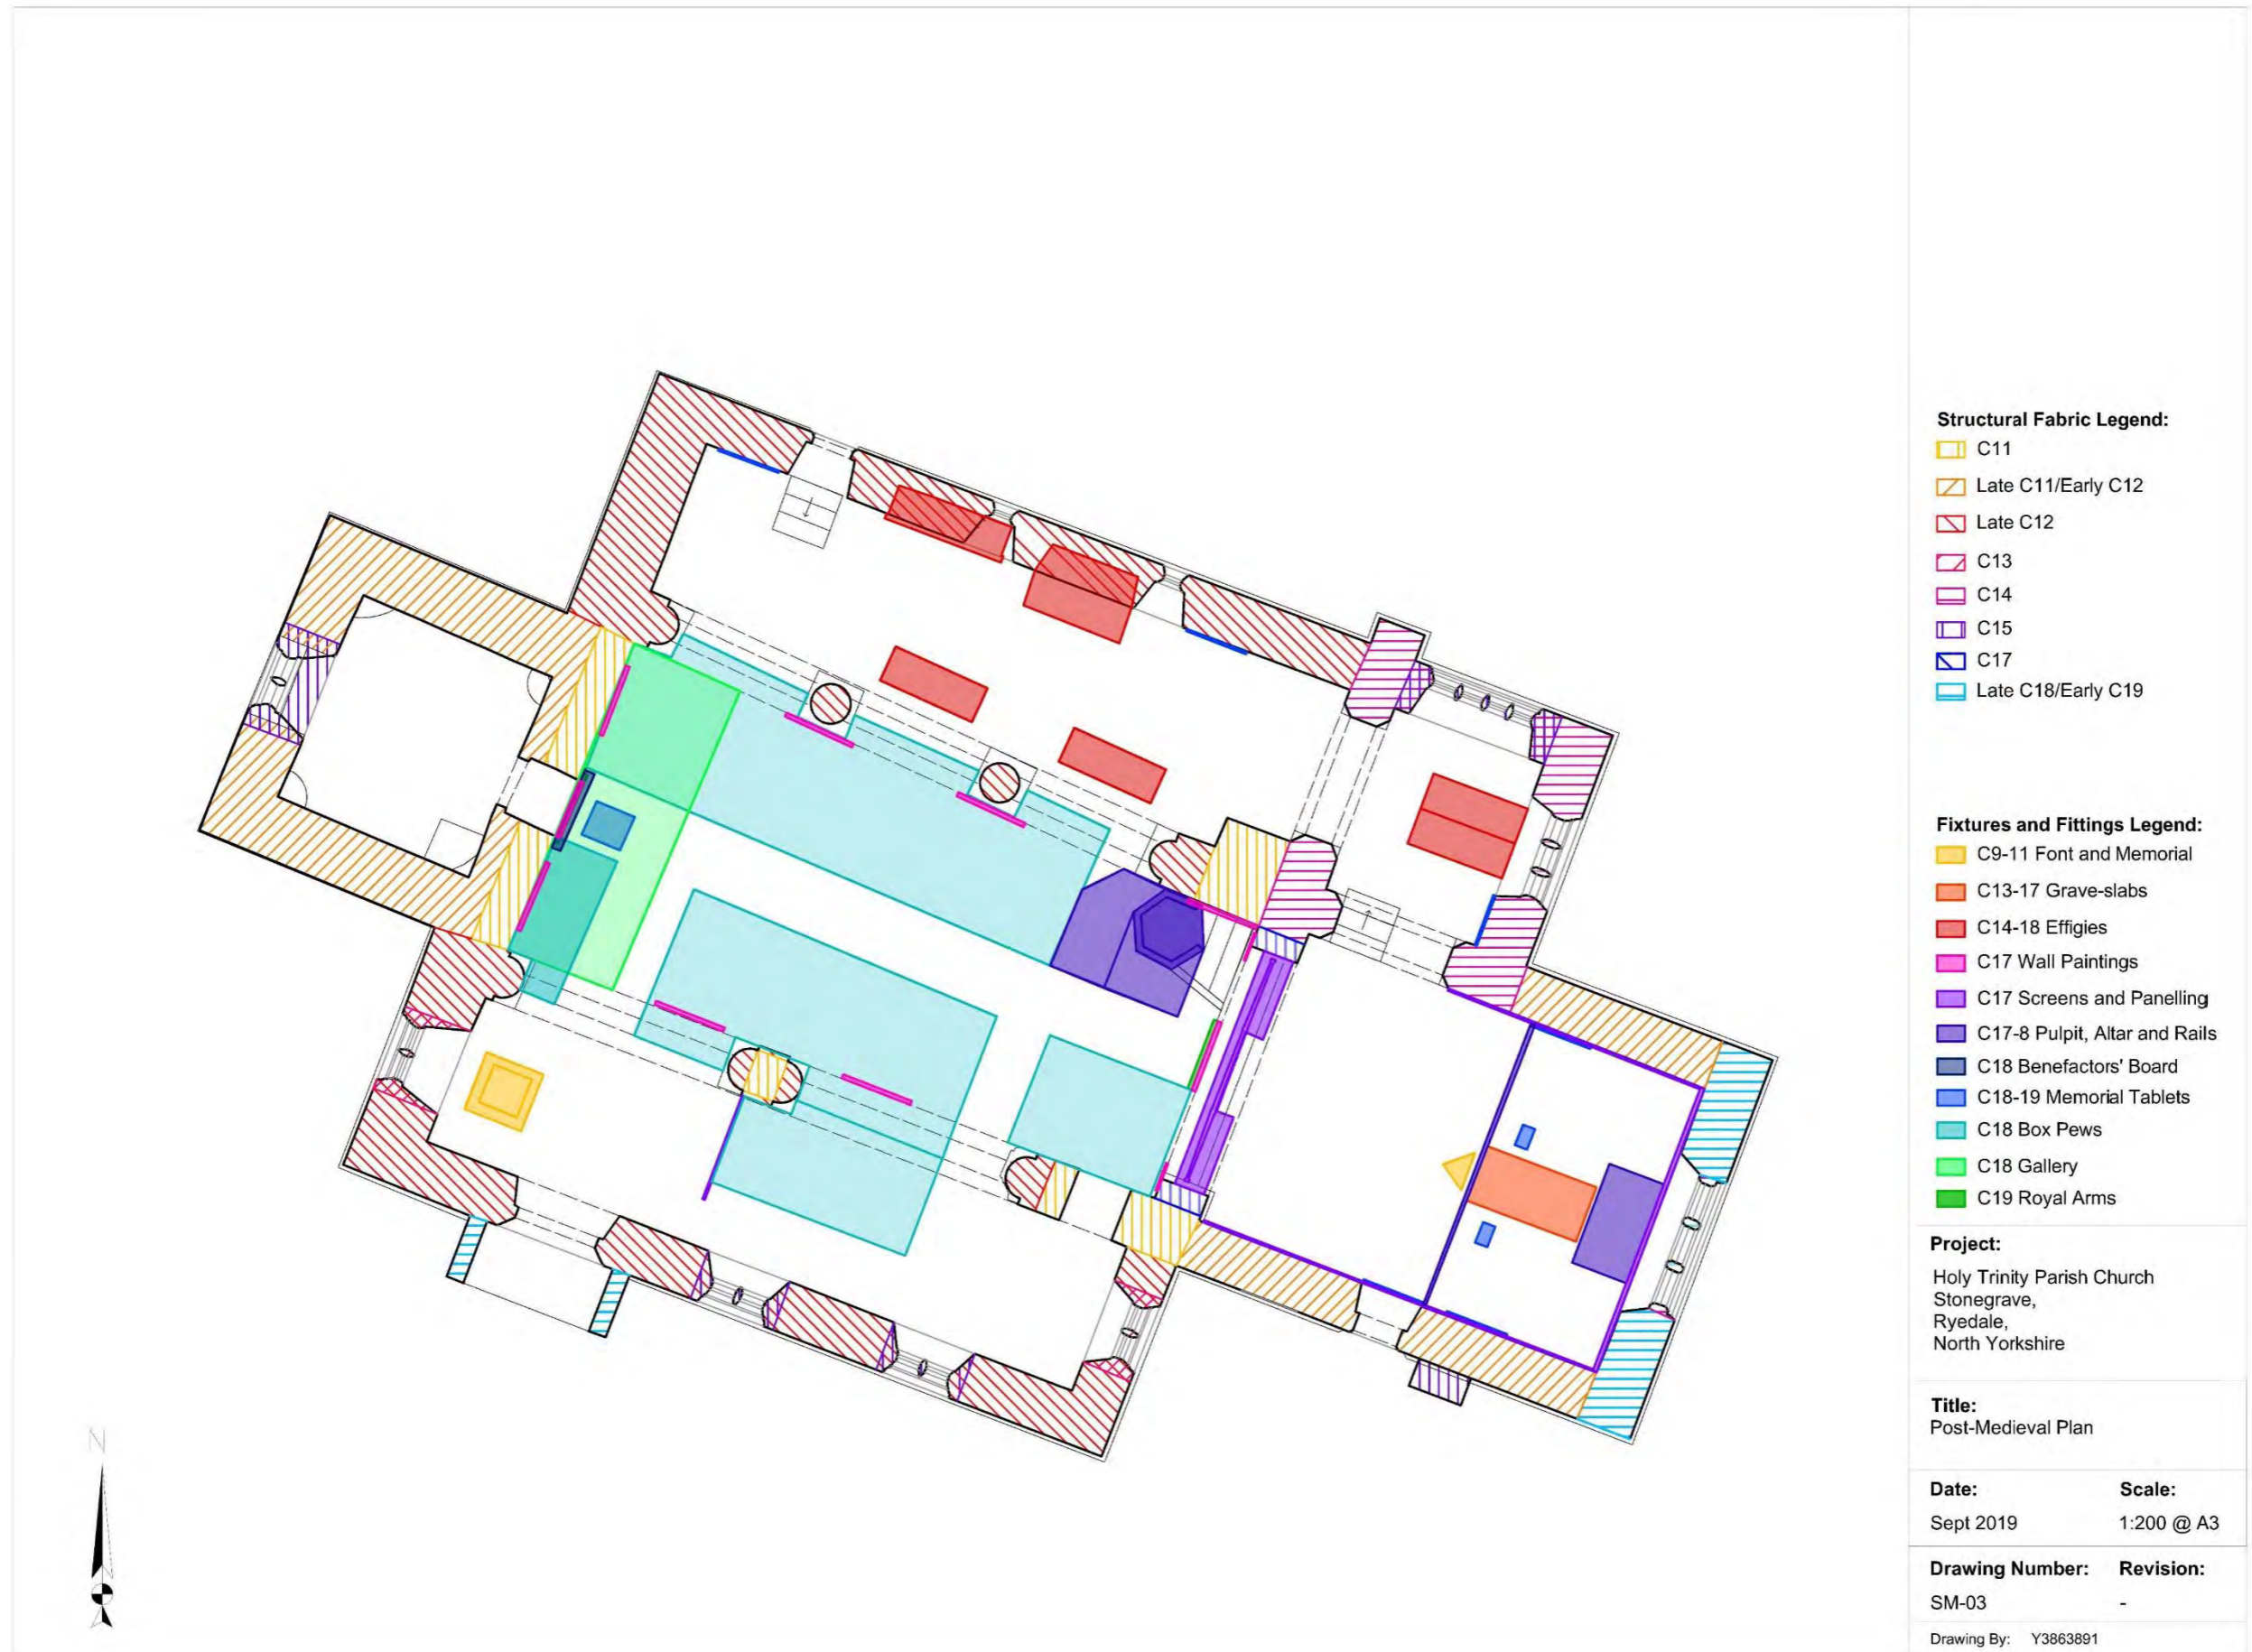 Structural Fabric Legend:
C11
Late C11/Early C12
Late C12
C13
C14
C15
C17
Late C18/Early C19
Fixtures and Fittings Legend:
C9-11 Font and Memorial
C13-17 Grave-slabs
C14-18 Effigies
C17 Wall Paintings
C17 Screens and Panelling
C17-8 Pulpit, Altar and Rails
C18 Benefactors' Board
C18-19 Memorial Tablets
C18 Box Pews
C18 Gallery
C19 Royal Arms
Project:
Holy Trinity Parish Church
Stonegrave,
Ryedale,
North Yorkshire
Title:
Post-Medieval Plan
Date: Scale:
Sept 2019 1:200 @ A3
Drawing Number: Revision:
SM-03 -
Drawing By: Y3863891
N